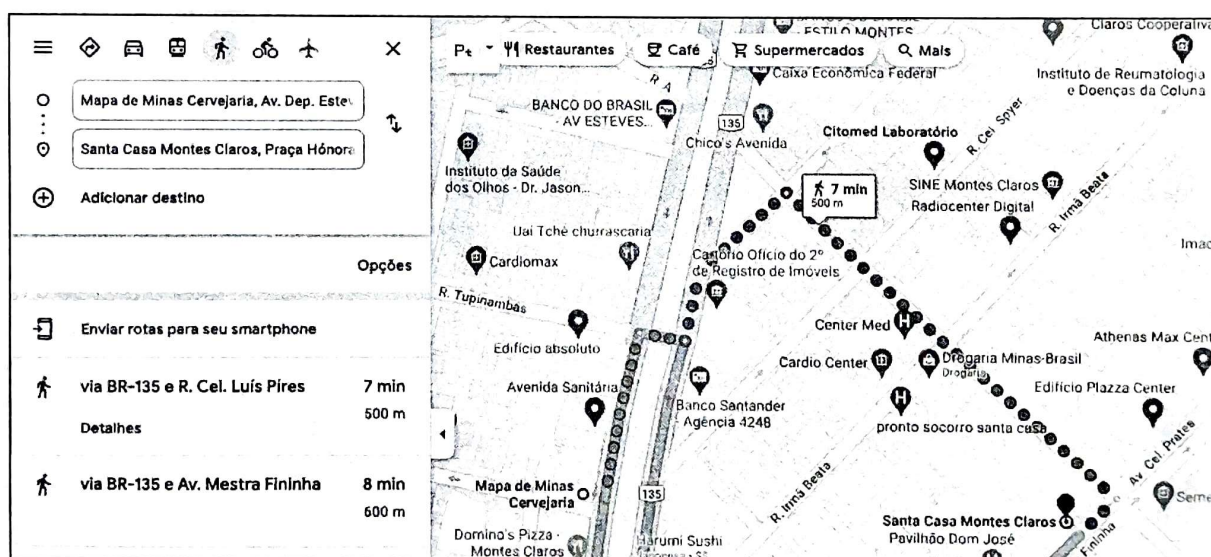 Mapa de Minas Cervejaria, Av. Dep. Estev
Santa Casa Montes Claros, Praça Hónora
Adicionar destino
Opções
Enviar rotas para seu smartphone
via BR-135 e R. Cel. Luís Pires
7 min
500 m
Detalhes
via BR-135 e Av. Mestra Fininha
8 min
600 m
Restaurantes
Café
Supermercados
Mais
ESTILO MONTES
Caixa Econômica Federal
Claros Cooperativa
Instituto de Reumatologia
e Doenças da Coluna
R A
BANCO DO BRASIL
- AV ESTEVES...
135
Chico's Avenida
Citomed Laboratório
R. Cel. Spyer
Instituto da Saúde
dos Olhos - Dr. Jason...
7 min
500 m
SINE Montes Claros
Radiocenter Digital
R. Irmã Beata
Uai Tchê churrascaria
Cardiomax
Cartório Ofício do 2º
de Registro de Imóveis
Imac
R. Tupinambás
Edifício absoluto
Center Med
Cardio Center
Drogaria Minas-Brasil
Drogaria
Athenas Max Cent
Edifício Plazza Center
Avenida Sanitária
Banco Santander
Agência 4248
pronto socorro santa casa
Av. Cel. Prates
Mapa de Minas
Cervejaria
135
R. Irmã Beata
Seme
Santa Casa Montes Claros
Pavilhão Dom José
Fininha
Domino's Pizza -
Montes Claros
Harumi Sushi